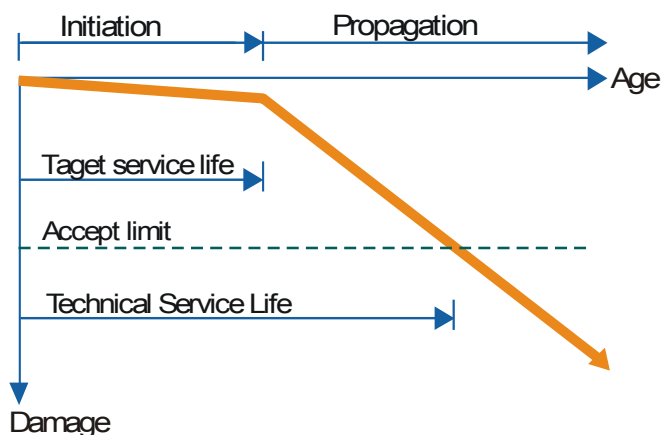 Initiation
Propagation
Age
Taget service life
Accept limit
Technical Service Life
Damage